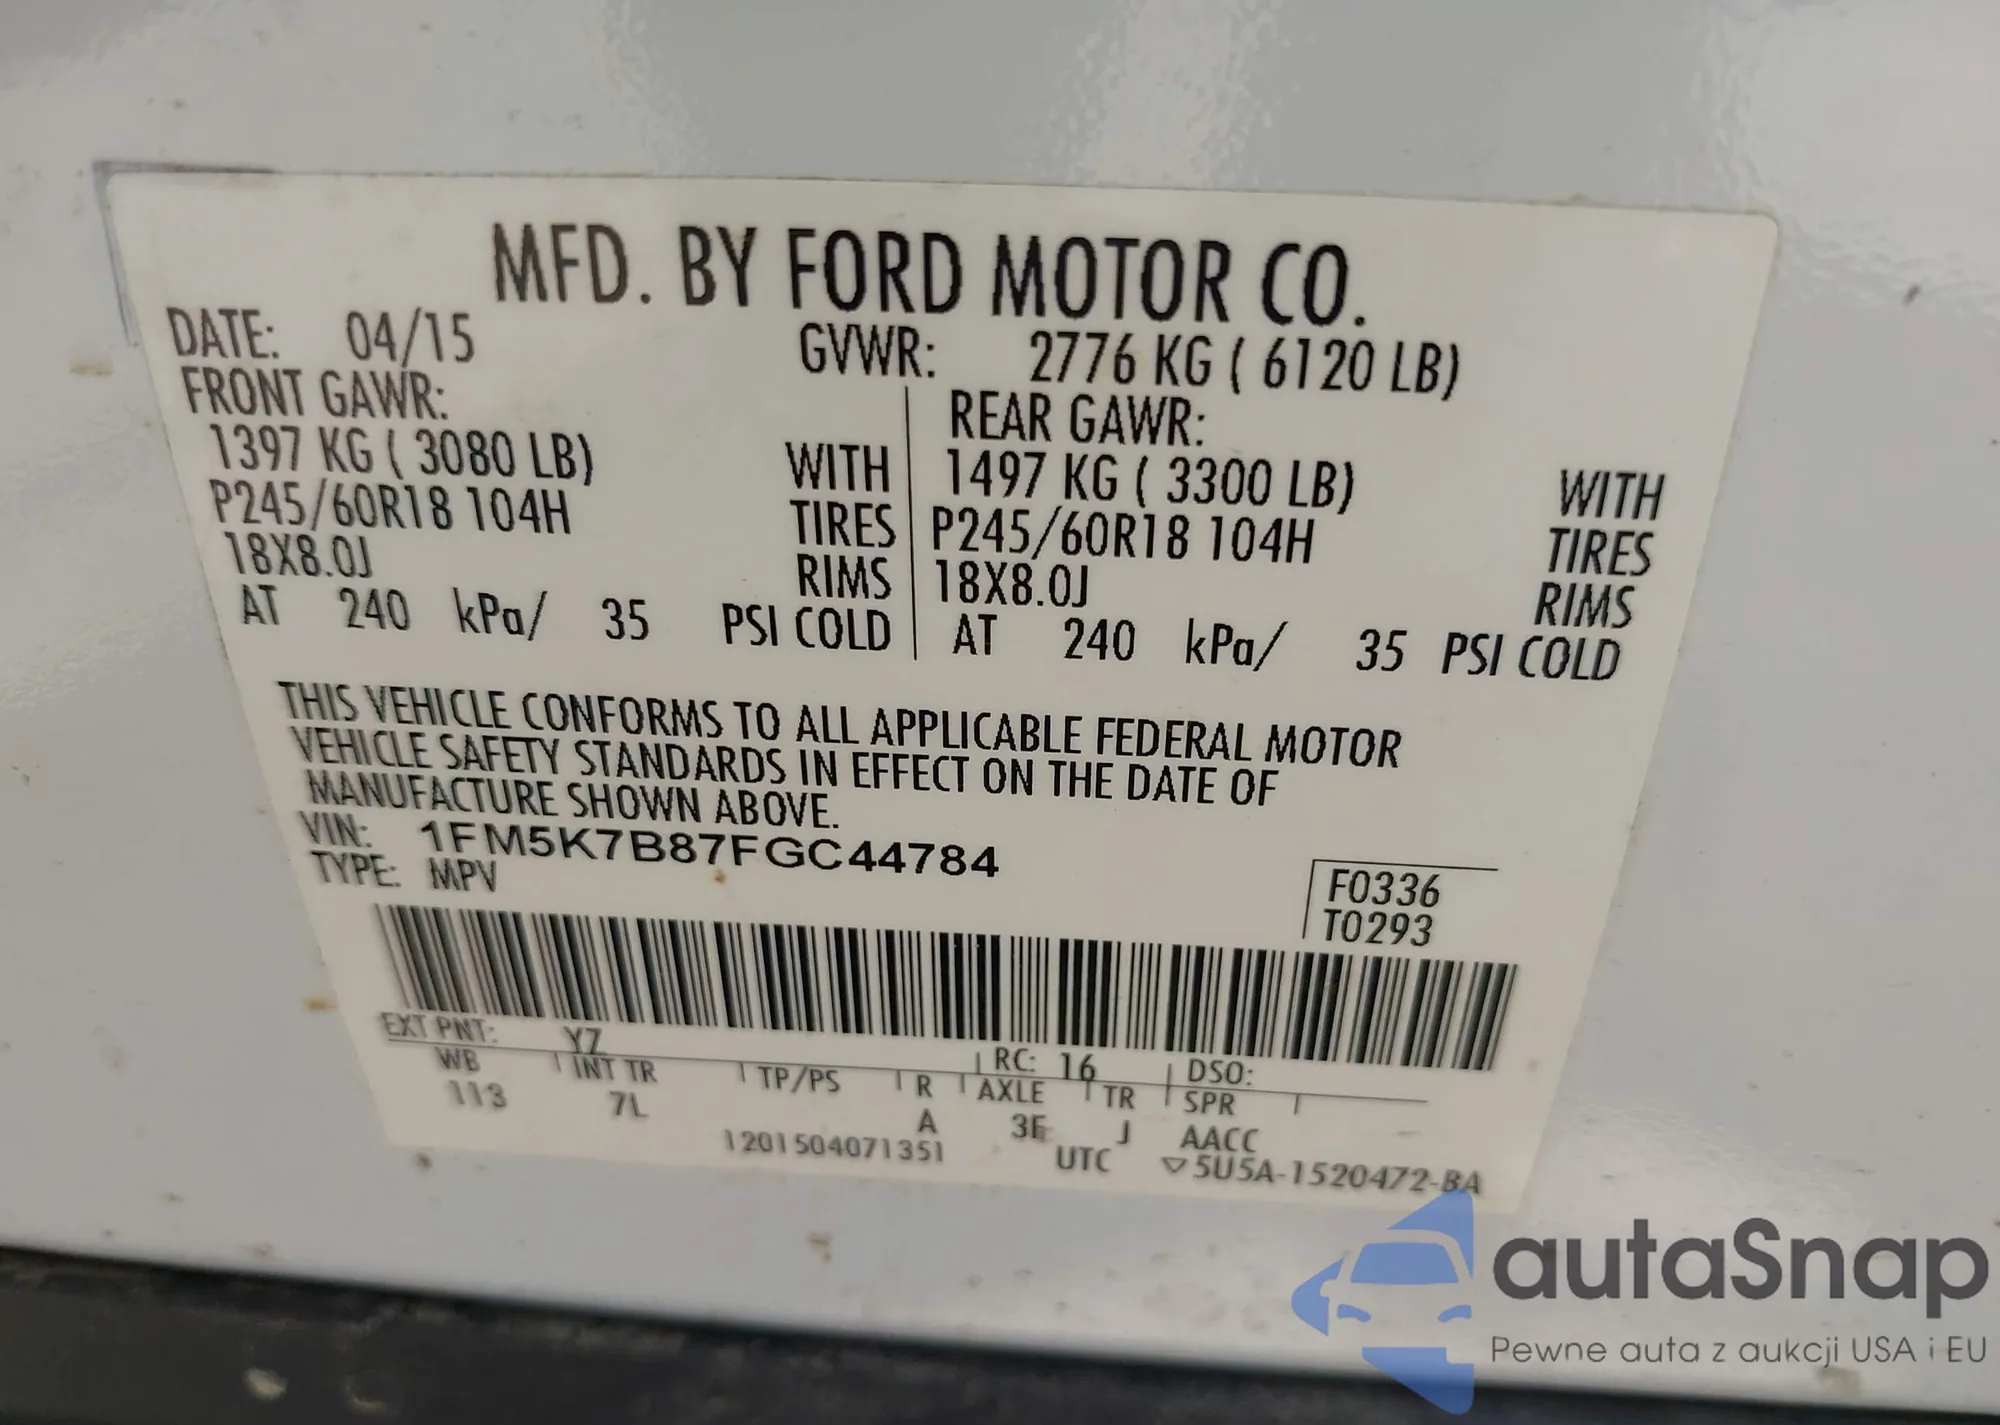 MFD. BY FORD MOTOR CO.
DATE: 04/15 GVWR: 2776 KG ( 6120 LB)
FRONT GAWR: REAR GAWR:
1397 KG ( 3080 LB) WITH 1497 KG ( 3300 LB) WITH
P245/60R18 104H TIRES P245/60R18 104H TIRES
18X8.0J RIMS 18X8.0J RIMS
AT 240 kPa/ 35 PSI COLD AT 240 kPa/ 35 PSI COLD
THIS VEHICLE CONFORMS TO ALL APPLICABLE FEDERAL MOTOR
VEHICLE SAFETY STANDARDS IN EFFECT ON THE DATE OF
MANUFACTURE SHOWN ABOVE.
VIN: 1FM5K7B87FGC44784
TYPE: MPV
F0336
T0293
EXT PNT: YZ RC: 16 DSO:
WB INT TR TP/PS R AXLE TR SPR
113 7L A 3F J AACC
1201504071351 UTC ▽5U5A-1520472-BA
autaSnap
Pewne auta z aukcji USA i EU